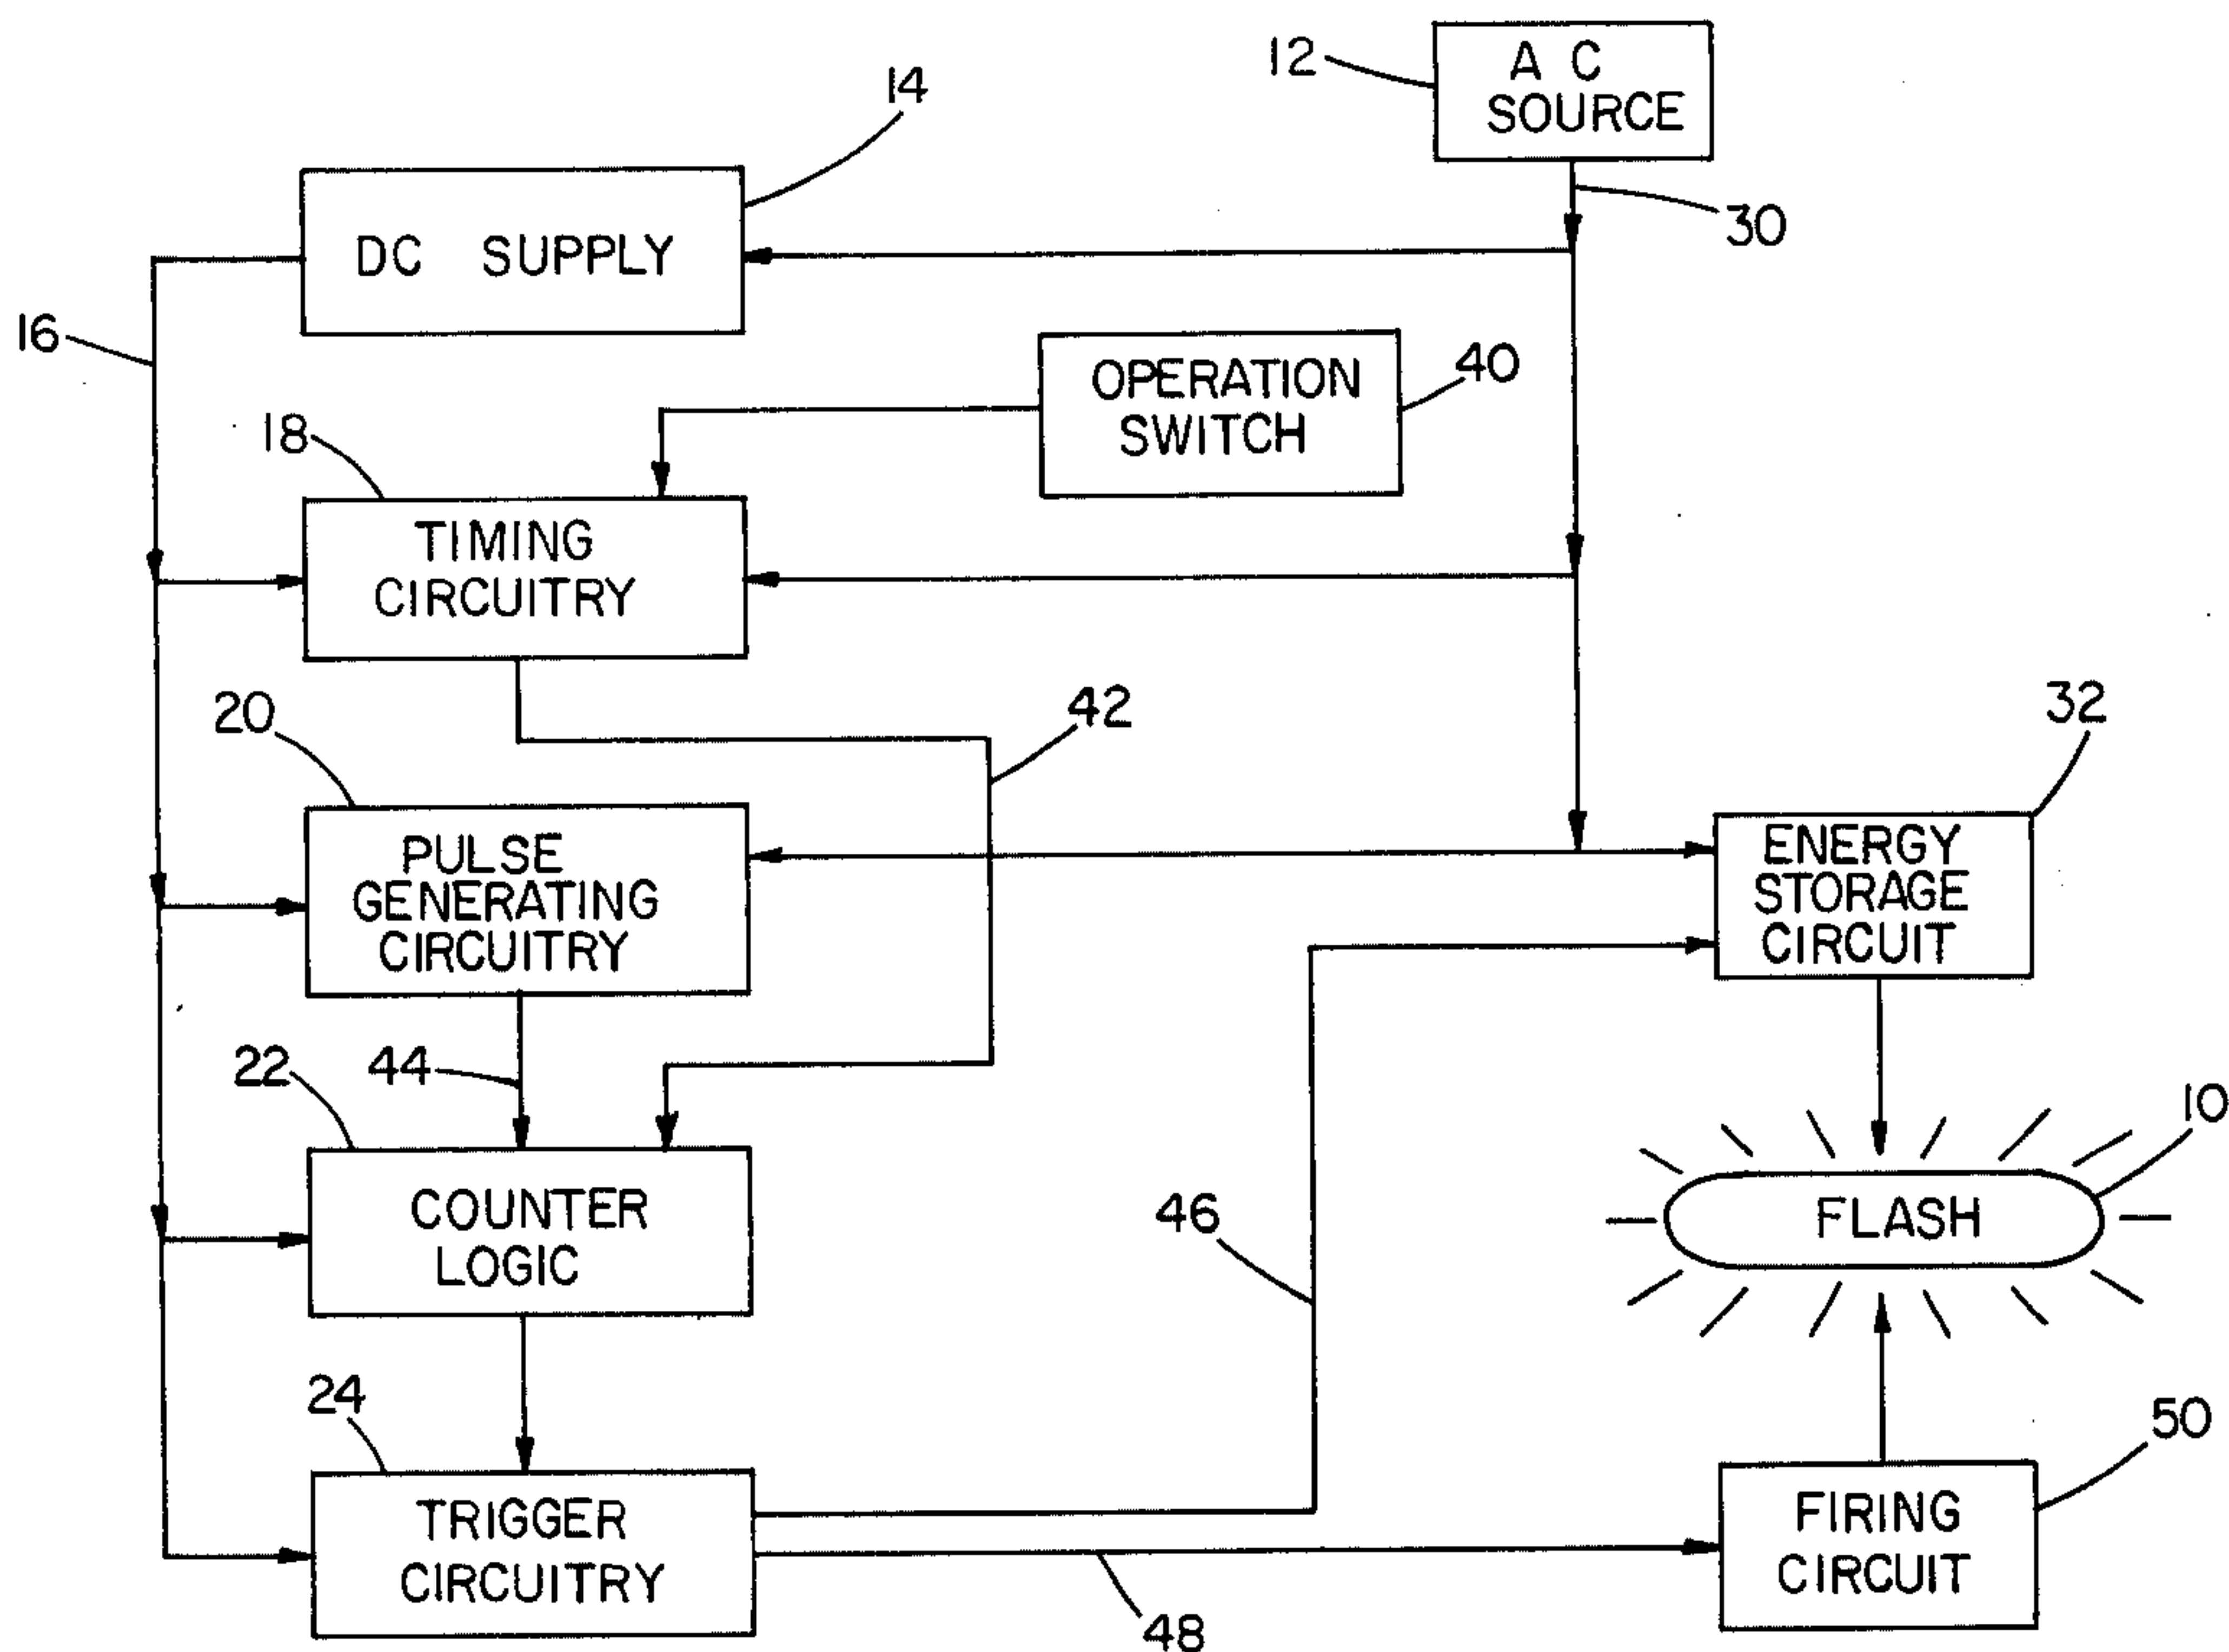 12
A C
SOURCE
14
30
DC SUPPLY
16
OPERATION
SWITCH
40
18
TIMING
CIRCUITRY
20
42
32
PULSE
GENERATING
CIRCUITRY
ENERGY
STORAGE
CIRCUIT
22
44
10
COUNTER
LOGIC
46
FLASH
24
50
TRIGGER
CIRCUITRY
FIRING
CIRCUIT
48